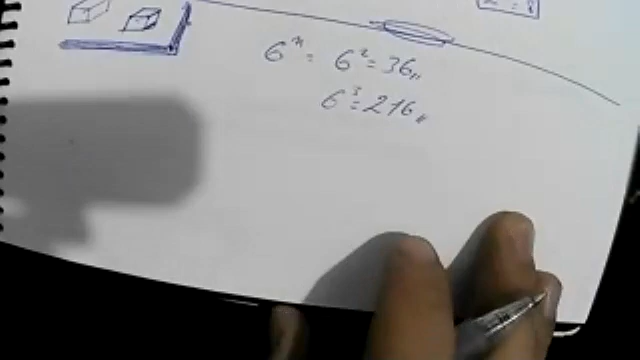 6ⁿ = 6² = 36,,
6³ = 216,,